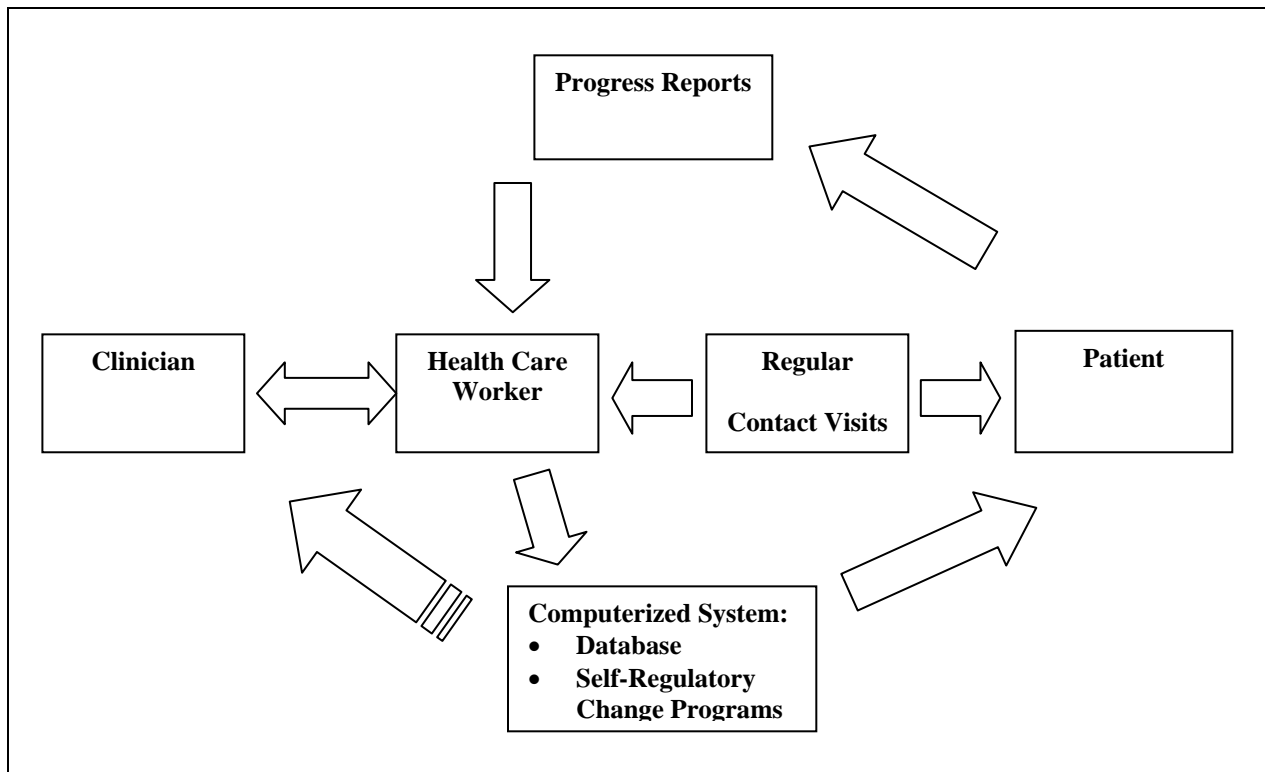 Progress Reports
Clinician
Health Care
Worker
Regular
Contact Visits
Patient
Computerized System:
• Database
• Self-Regulatory
Change Programs